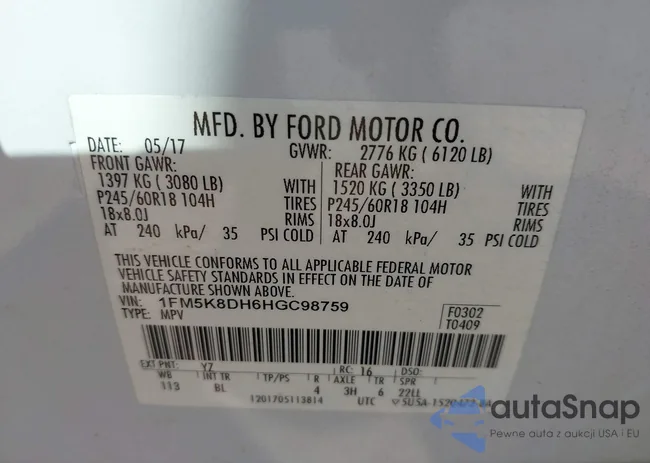 MFD. BY FORD MOTOR CO.
DATE: 05/17 GVWR: 2776 KG ( 6120 LB)
FRONT GAWR: REAR GAWR:
1397 KG ( 3080 LB) WITH 1520 KG ( 3350 LB) WITH
P245/60R18 104H TIRES P245/60R18 104H TIRES
18x8.0J RIMS 18x8.0J RIMS
AT 240 kPa/ 35 PSI COLD AT 240 kPa/ 35 PSI COLD
THIS VEHICLE CONFORMS TO ALL APPLICABLE FEDERAL MOTOR
VEHICLE SAFETY STANDARDS IN EFFECT ON THE DATE OF
MANUFACTURE SHOWN ABOVE.
VIN: 1FM5K8DH6HGC98759 F0302
TYPE: MPV T0409
EXT PNT: YZ RC: 16 DSO:
WB INT TR TP/PS R AXLE TR SPR
113 BL 4 3H 6 22LL
1201705113814 UTC
autaSnap
Pewne auta z aukcji USA i EU